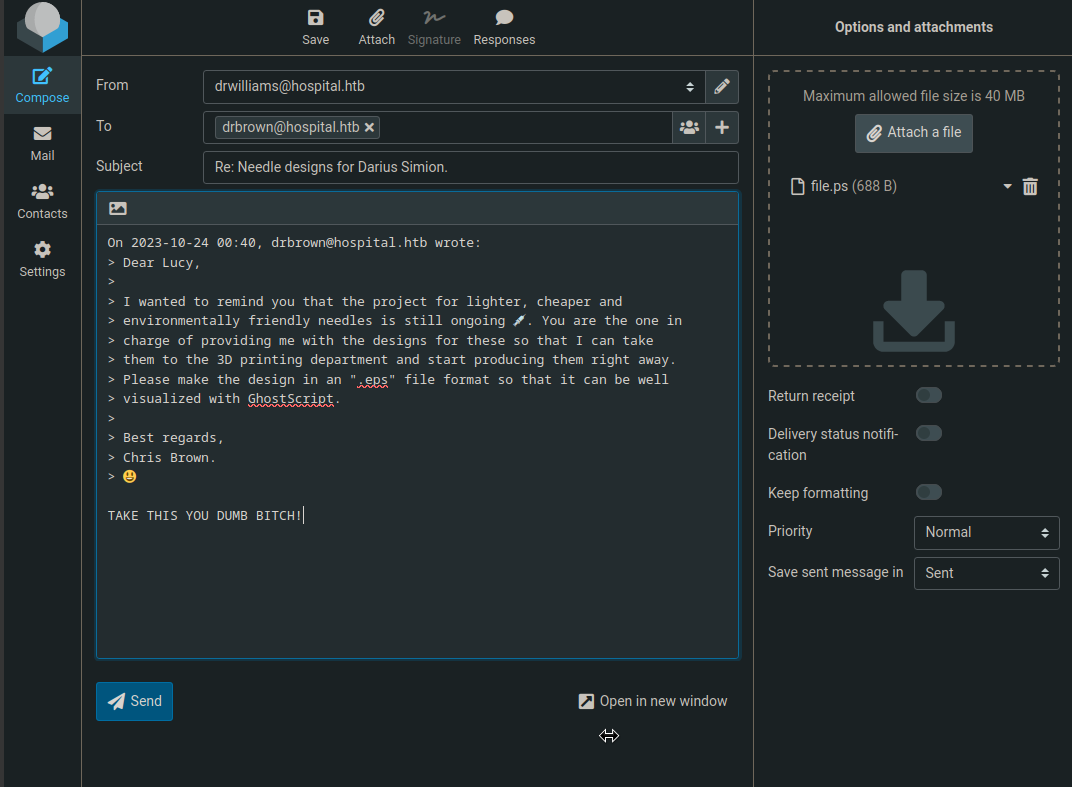 Save Attach Signature Responses
Options and attachments
Compose
Mail
Contacts
Settings
From drwilliams@hospital.htb
To drbrown@hospital.htb
Subject Re: Needle designs for Darius Simion.
On 2023-10-24 00:40, drbrown@hospital.htb wrote:
> Dear Lucy,
>
> I wanted to remind you that the project for lighter, cheaper and
> environmentally friendly needles is still ongoing 💉. You are the one in
> charge of providing me with the designs for these so that I can take
> them to the 3D printing department and start producing them right away.
> Please make the design in an ".eps" file format so that it can be well
> visualized with GhostScript.
>
> Best regards,
> Chris Brown.
> 😃
TAKE THIS YOU DUMB BITCH!
Send
Open in new window
Maximum allowed file size is 40 MB
Attach a file
file.ps (688 B)
Return receipt
Delivery status notifi-
cation
Keep formatting
Priority Normal
Save sent message in Sent